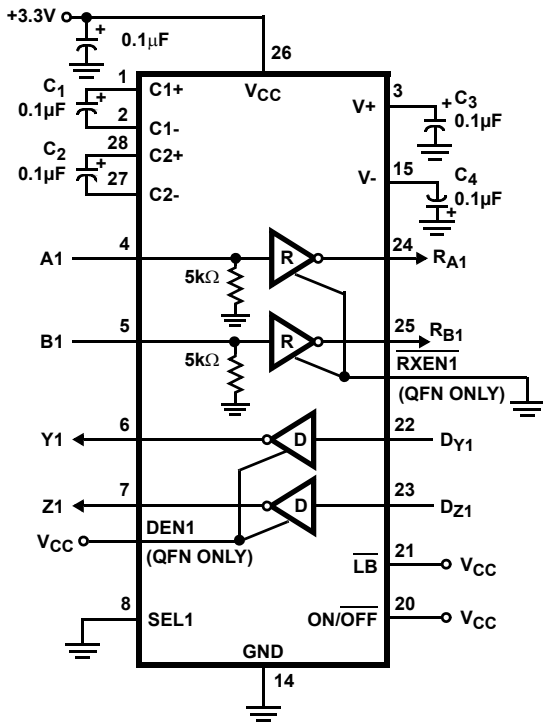 +3.3V
+
0.1µF
26
VCC
1
C1+
C1
0.1µF
+
2
C1-
28
C2+
C2
0.1µF
+
27
C2-
3
V+
+
C3
0.1µF
15
V-
C4
0.1µF
+
A1
4
5kΩ
R
24
RA1
B1
5
5kΩ
R
25
RB1
RXEN1
(QFN ONLY)
Y1
6
D
22
DY1
Z1
7
D
23
DZ1
VCC
DEN1
(QFN ONLY)
21
LB
VCC
8
SEL1
20
ON/OFF
VCC
GND
14